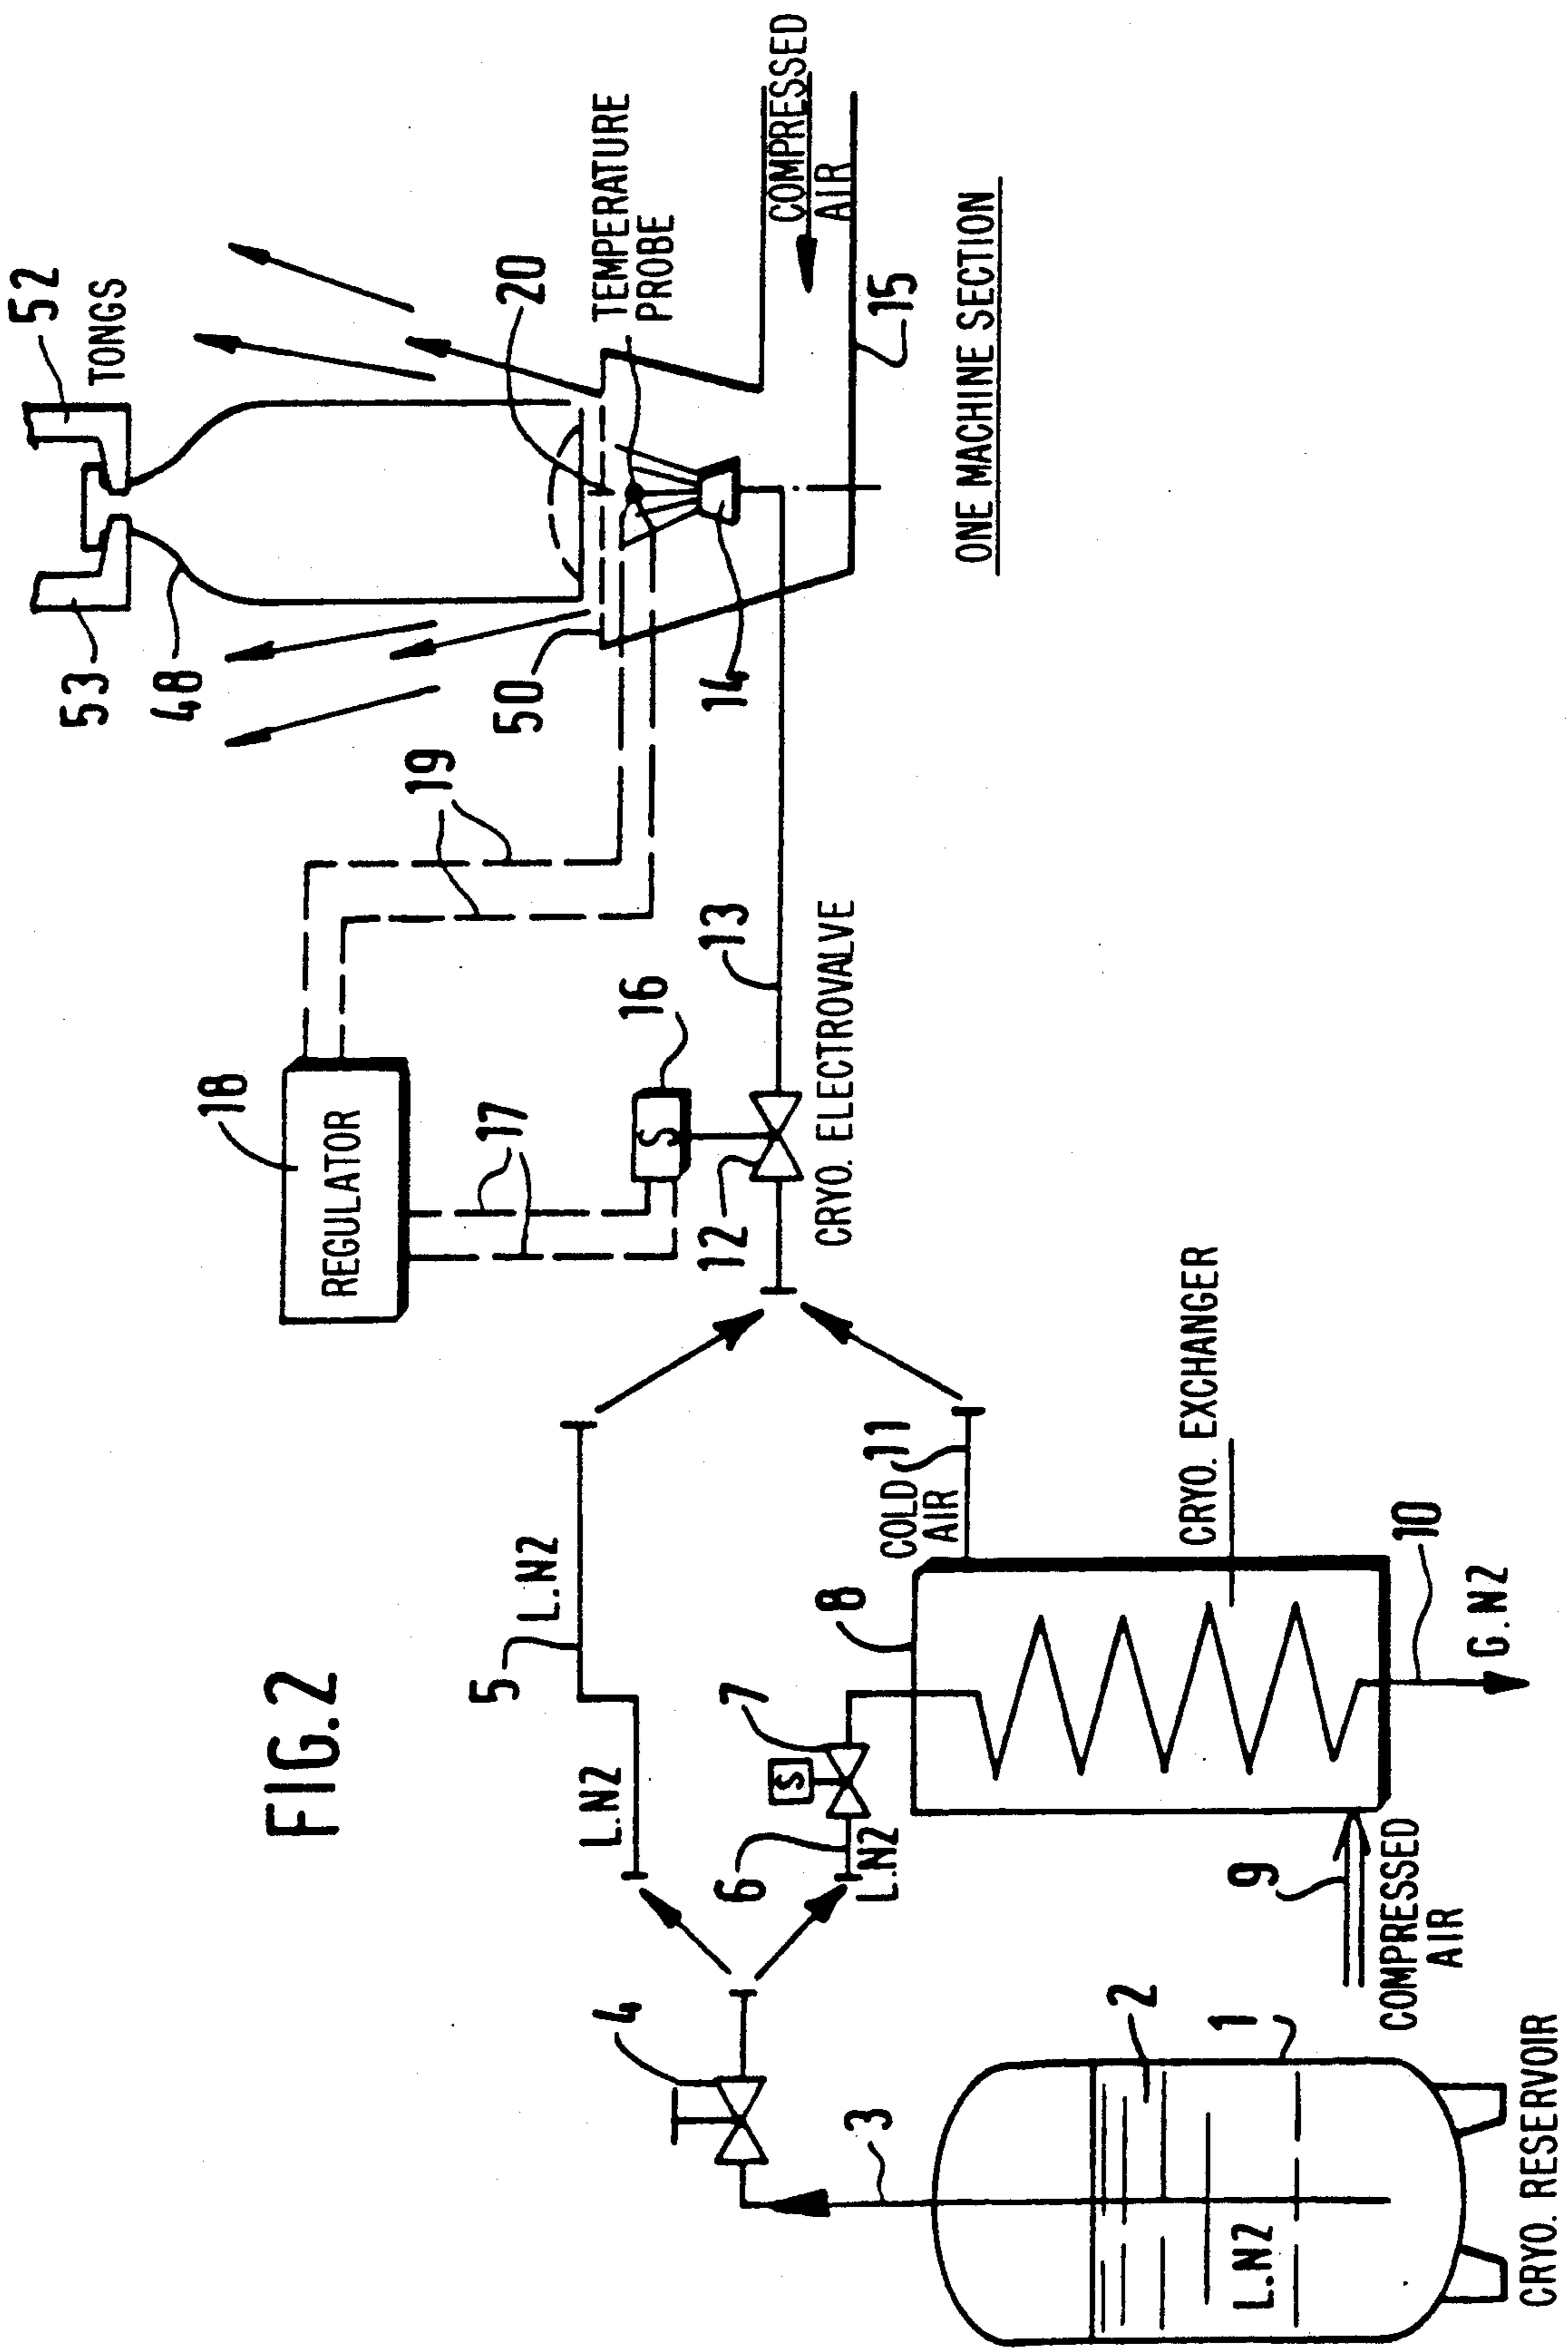 FIG.2
CRYO. RESERVOIR
L.N2
1
2
3
4
L.N2
5
L.N2
6
L.N2
7
S
8
9
COMPRESSED
AIR
10
G.N2
CRYO. EXCHANGER
COLD
AIR
11
12
CRYO. ELECTROVALVE
13
S
16
17
18
REGULATOR
19
14
50
20
TEMPERATURE
PROBE
48
53
52
TONGS
COMPRESSED
AIR
15
ONE MACHINE SECTION